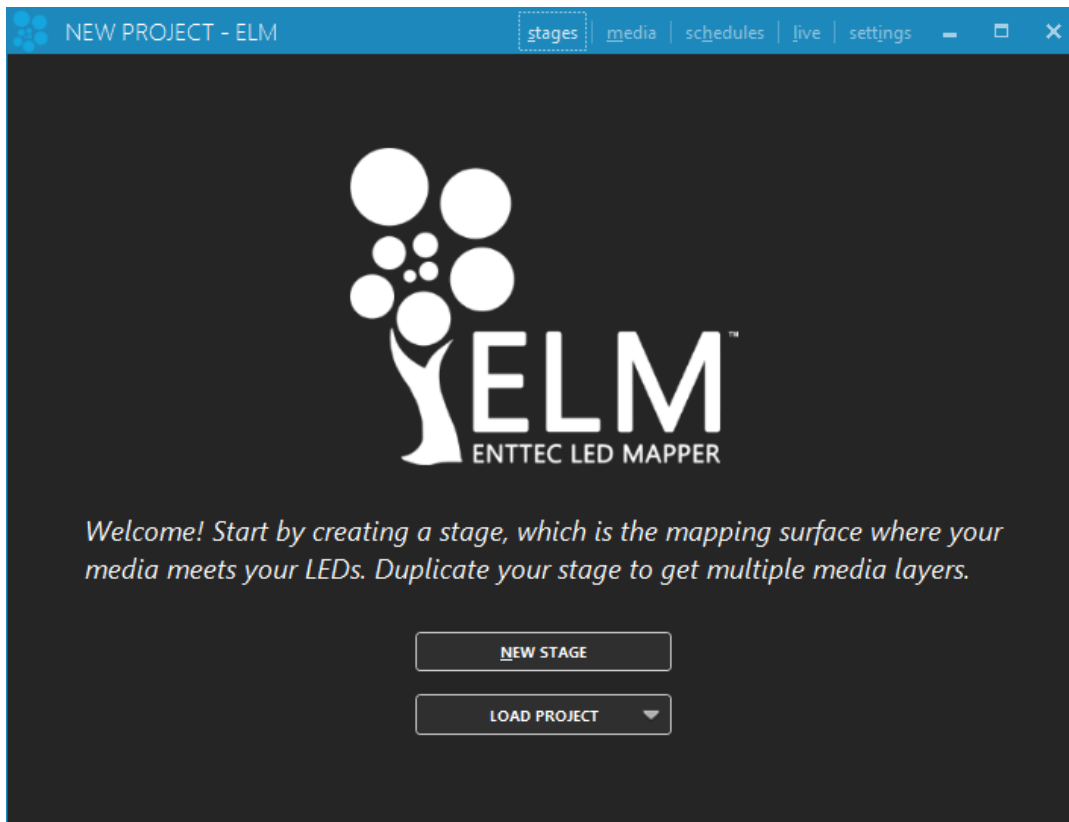 NEW PROJECT - ELM stages media schedules live settings
ELM™
ENTTEC LED MAPPER
Welcome! Start by creating a stage, which is the mapping surface where your
media meets your LEDs. Duplicate your stage to get multiple media layers.
NEW STAGE
LOAD PROJECT